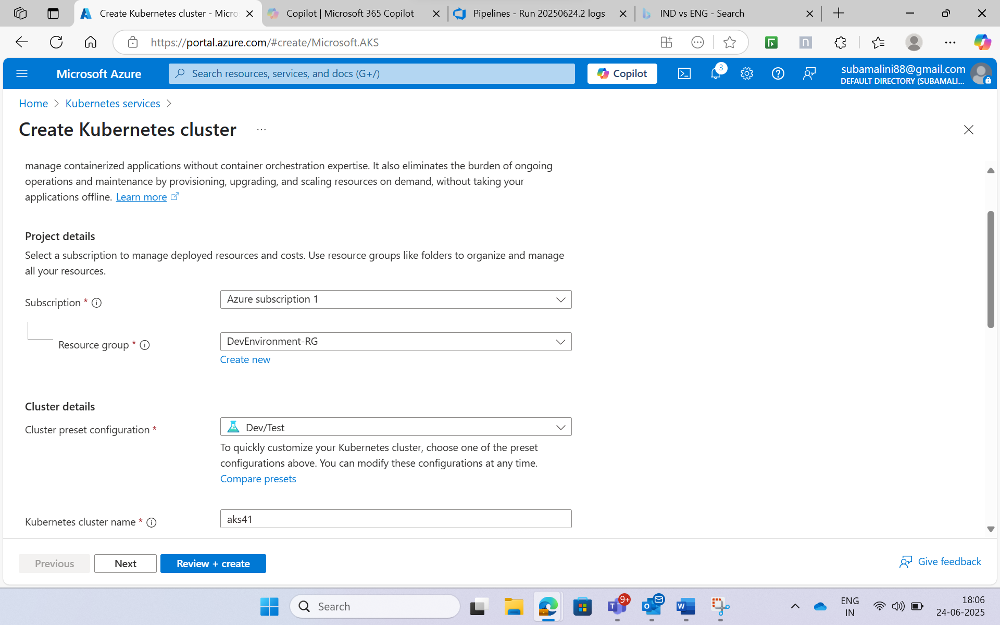 Create Kubernetes cluster - Micro
Copilot | Microsoft 365 Copilot
Pipelines - Run 20250624.2 logs
IND vs ENG - Search
https://portal.azure.com/#create/Microsoft.AKS
Microsoft Azure
Search resources, services, and docs (G+/)
Copilot
3
subamalini88@gmail.com
DEFAULT DIRECTORY (SUBAMALI...
Home > Kubernetes services >
Create Kubernetes cluster ...
manage containerized applications without container orchestration expertise. It also eliminates the burden of ongoing
operations and maintenance by provisioning, upgrading, and scaling resources on demand, without taking your
applications offline. Learn more
Project details
Select a subscription to manage deployed resources and costs. Use resource groups like folders to organize and manage
all your resources.
Subscription *
Azure subscription 1
Resource group *
DevEnvironment-RG
Create new
Cluster details
Cluster preset configuration *
Dev/Test
To quickly customize your Kubernetes cluster, choose one of the preset
configurations above. You can modify these configurations at any time.
Compare presets
Kubernetes cluster name *
aks41
Previous
Next
Review + create
Give feedback
Search
9+
ENG
IN
18:06
24-06-2025